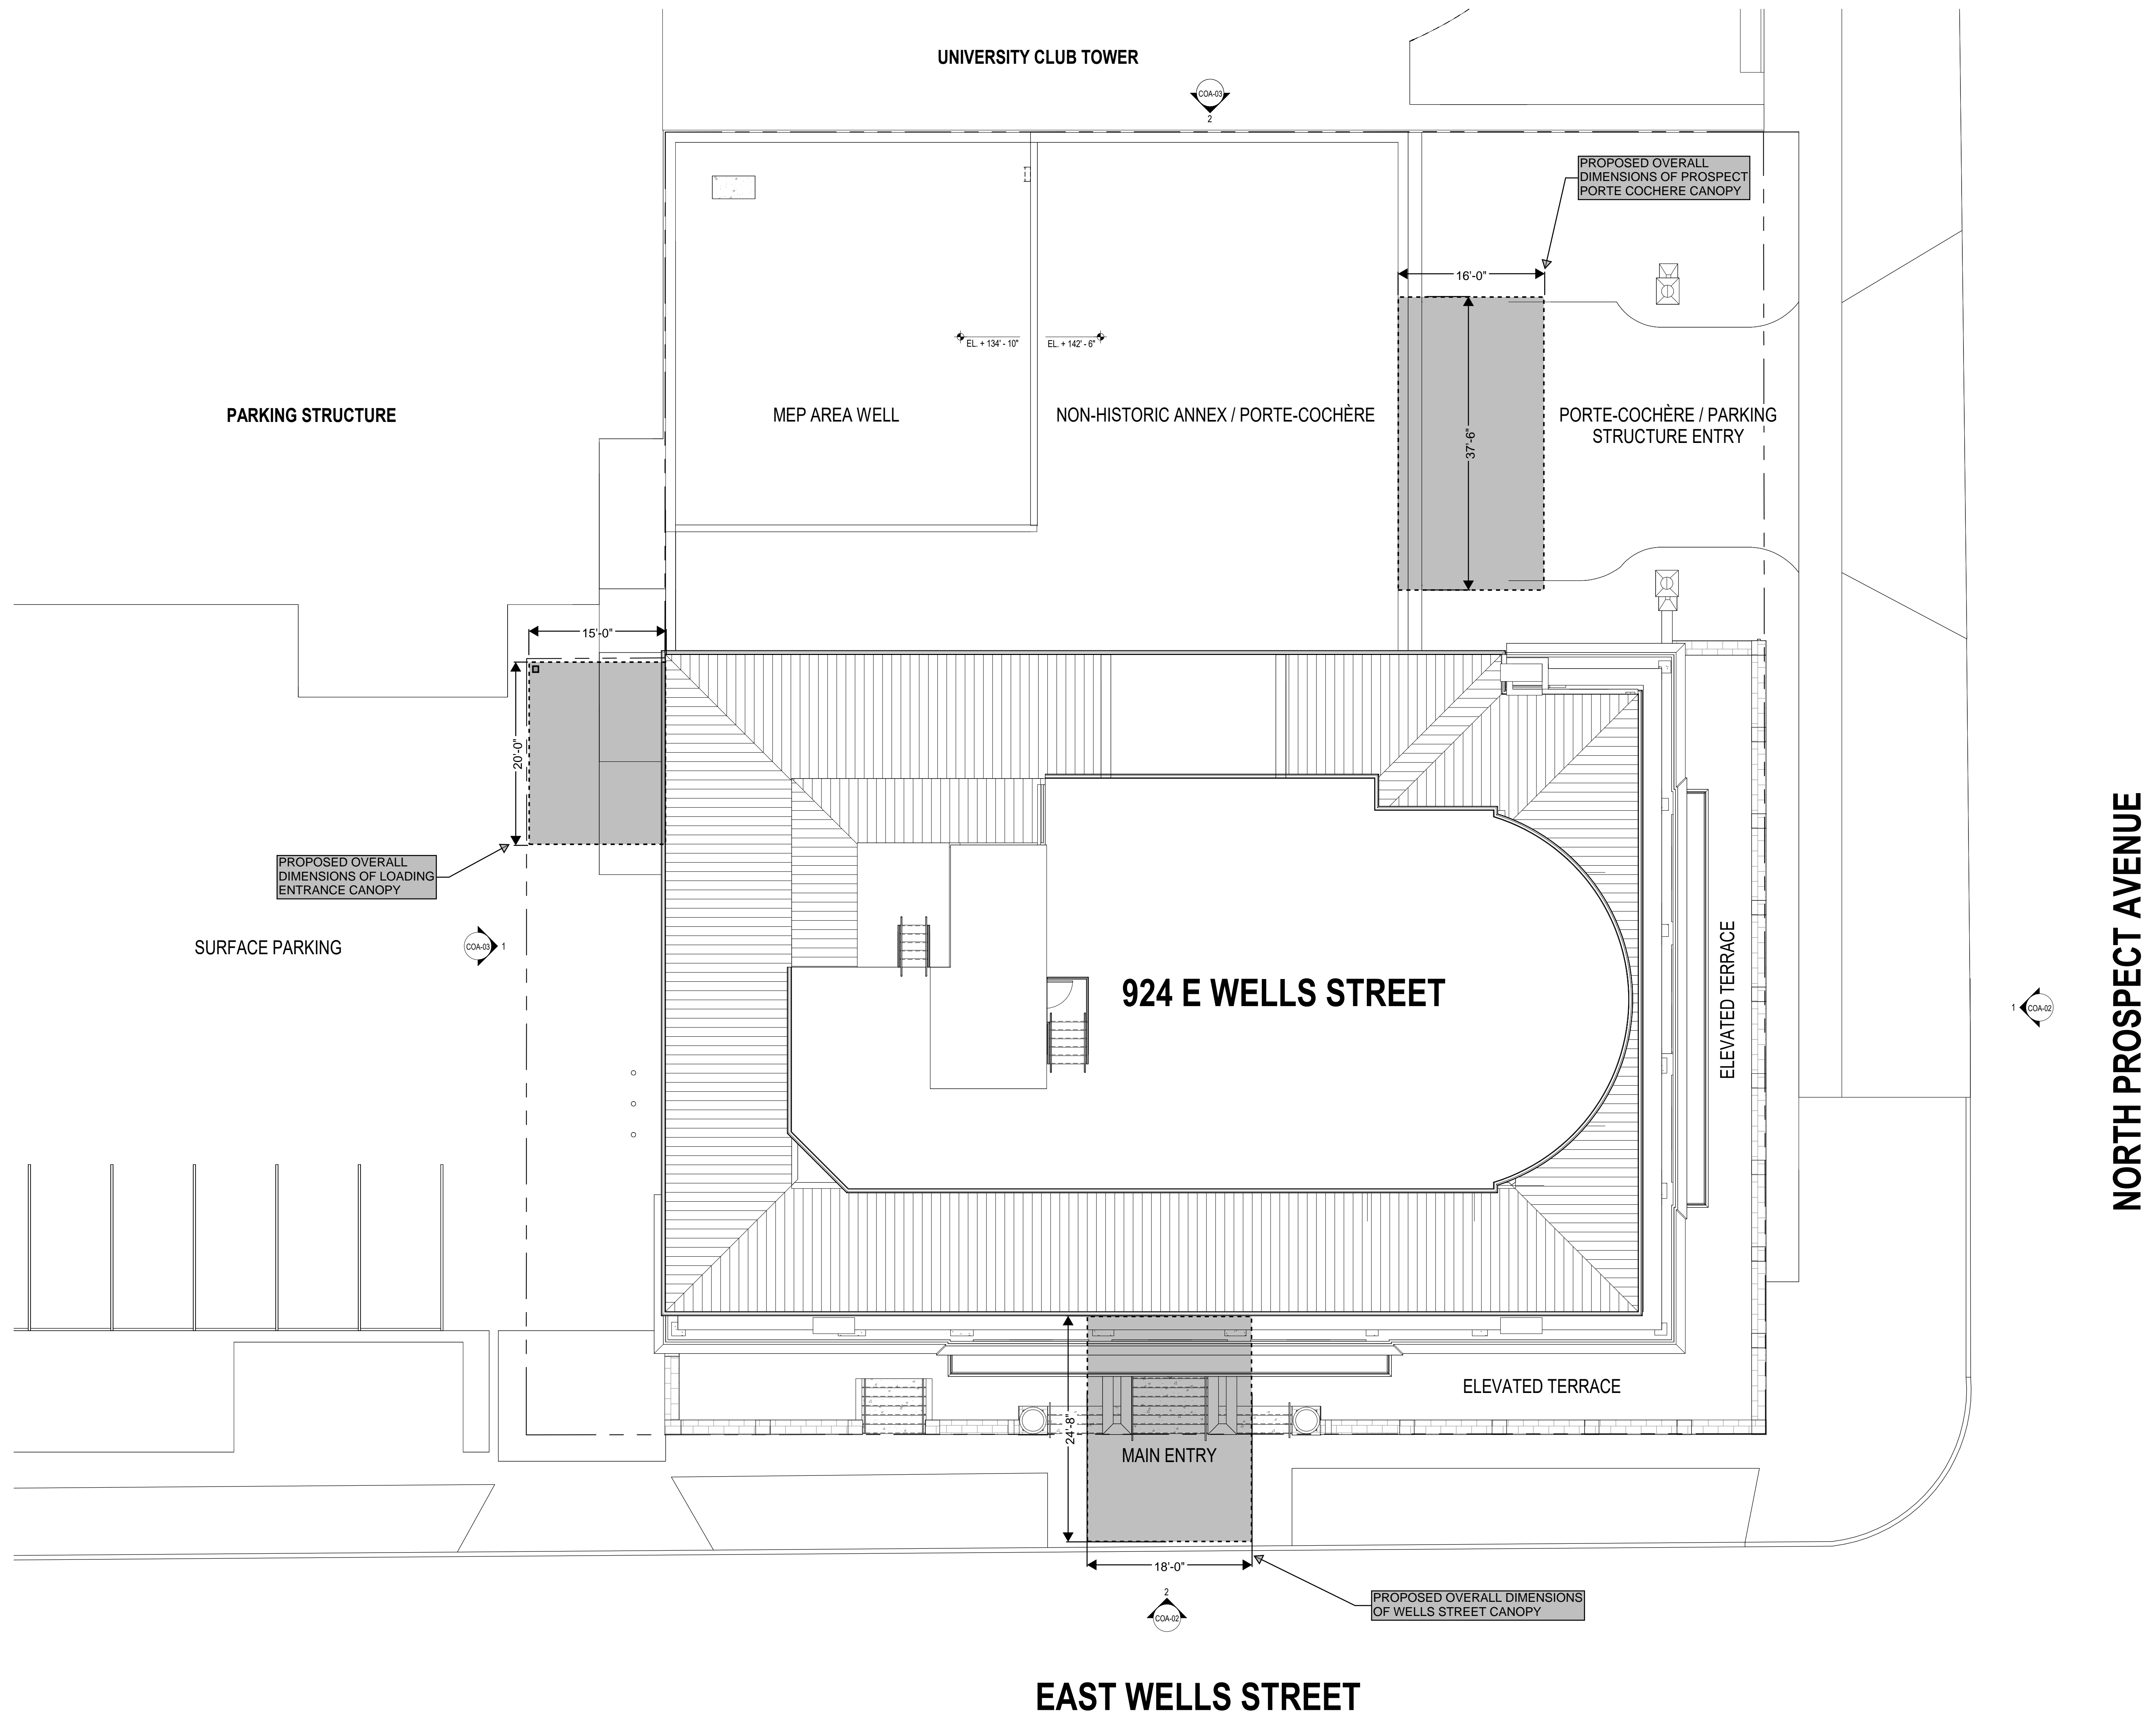 UNIVERSITY CLUB TOWER
COA-03
2
PROPOSED OVERALL
DIMENSIONS OF PROSPECT
PORTE COCHERE CANOPY
16'-0"
EL. + 134' - 10"
EL. + 142' - 6"
PARKING STRUCTURE
MEP AREA WELL
NON-HISTORIC ANNEX / PORTE-COCHÈRE
37'-6"
PORTE-COCHÈRE / PARKING
STRUCTURE ENTRY
15'-0"
20'-0"
PROPOSED OVERALL
DIMENSIONS OF LOADING
ENTRANCE CANOPY
SURFACE PARKING
COA-03
1
924 E WELLS STREET
ELEVATED TERRACE
1
COA-02
NORTH PROSPECT AVENUE
ELEVATED TERRACE
24'-8"
MAIN ENTRY
18'-0"
2
COA-02
PROPOSED OVERALL DIMENSIONS
OF WELLS STREET CANOPY
EAST WELLS STREET